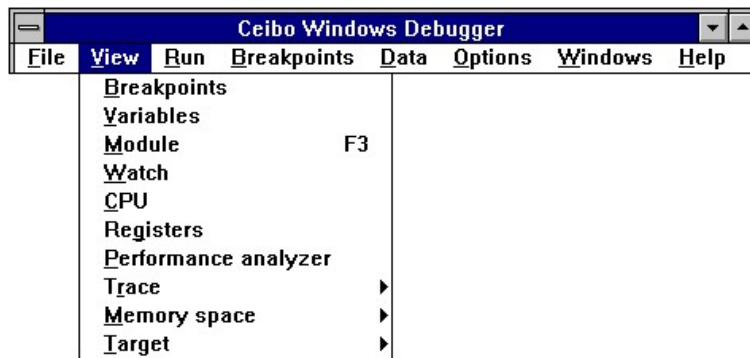 Ceibo Windows Debugger
File View Run Breakpoints Data Options Windows Help
Breakpoints
Variables
Module F3
Watch
CPU
Registers
Performance analyzer
Trace
Memory space
Target